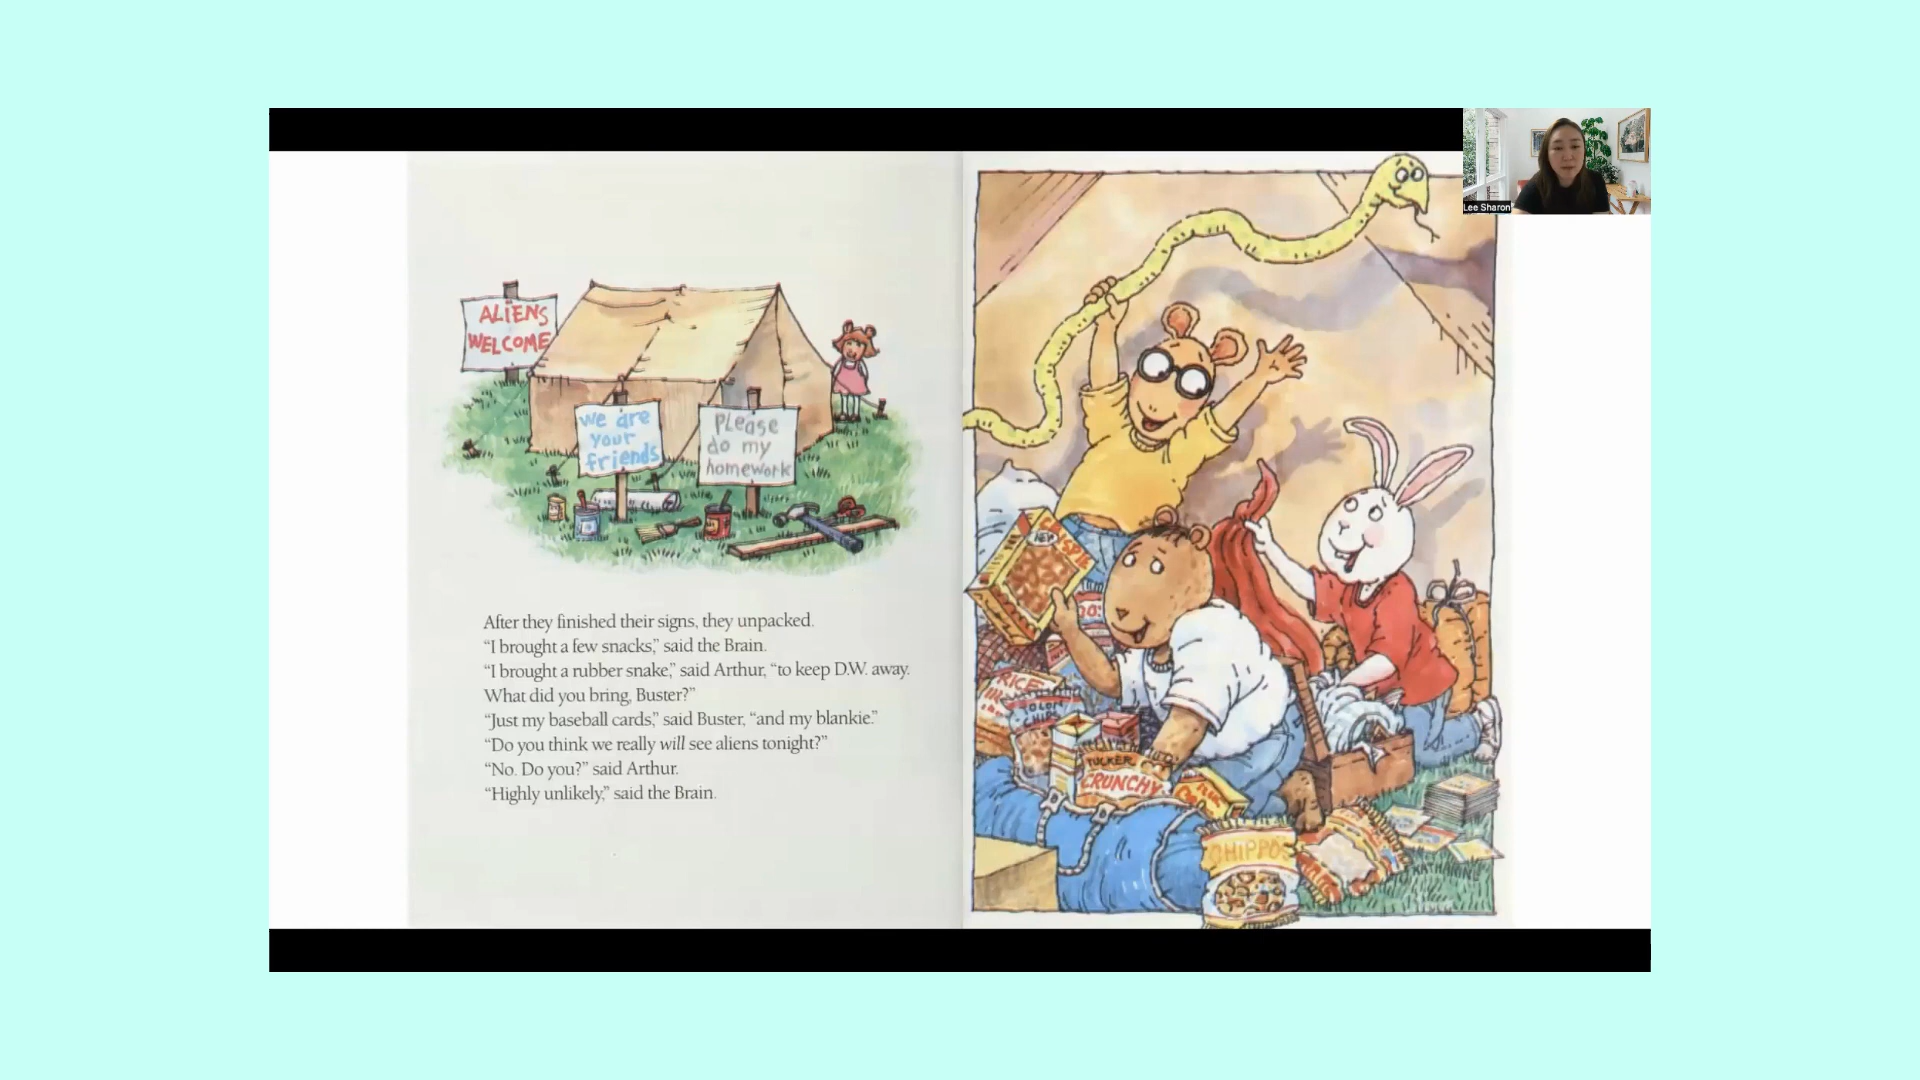 Lee Sharon
ALIENS
WELCOME
we are
your
friends
Please
do my
homework
After they finished their signs, they unpacked.
“I brought a few snacks,” said the Brain.
“I brought a rubber snake,” said Arthur, “to keep D.W. away.
What did you bring, Buster?”
“Just my baseball cards,” said Buster, “and my blankie.”
“Do you think we really will see aliens tonight?”
“No. Do you?” said Arthur.
“Highly unlikely,” said the Brain.
NEW
RICE
CHIPS
TUCKER
CRUNCHY
CHIPPOS